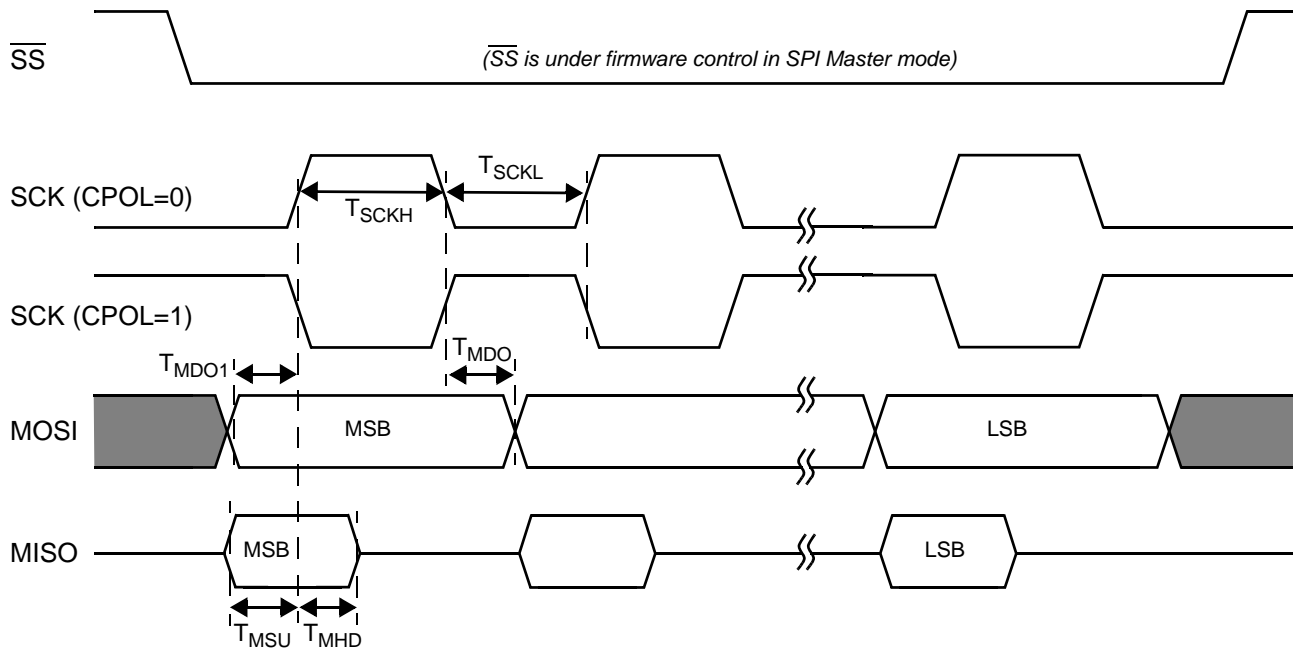 SS
(SS is under firmware control in SPI Master mode)
SCK (CPOL=0)
TSCKH
TSCKL
SCK (CPOL=1)
TMDO1
TMDO
MOSI
MSB
LSB
MISO
MSB
LSB
TMSU
TMHD